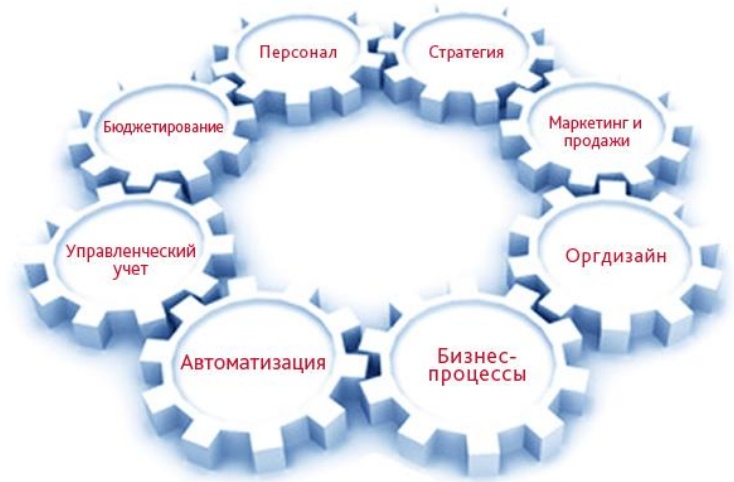 Персонал
Стратегия
Маркетинг и
продажи
Оргдизайн
Бизнес-
процессы
Автоматизация
Управленческий
учет
Бюджетирование